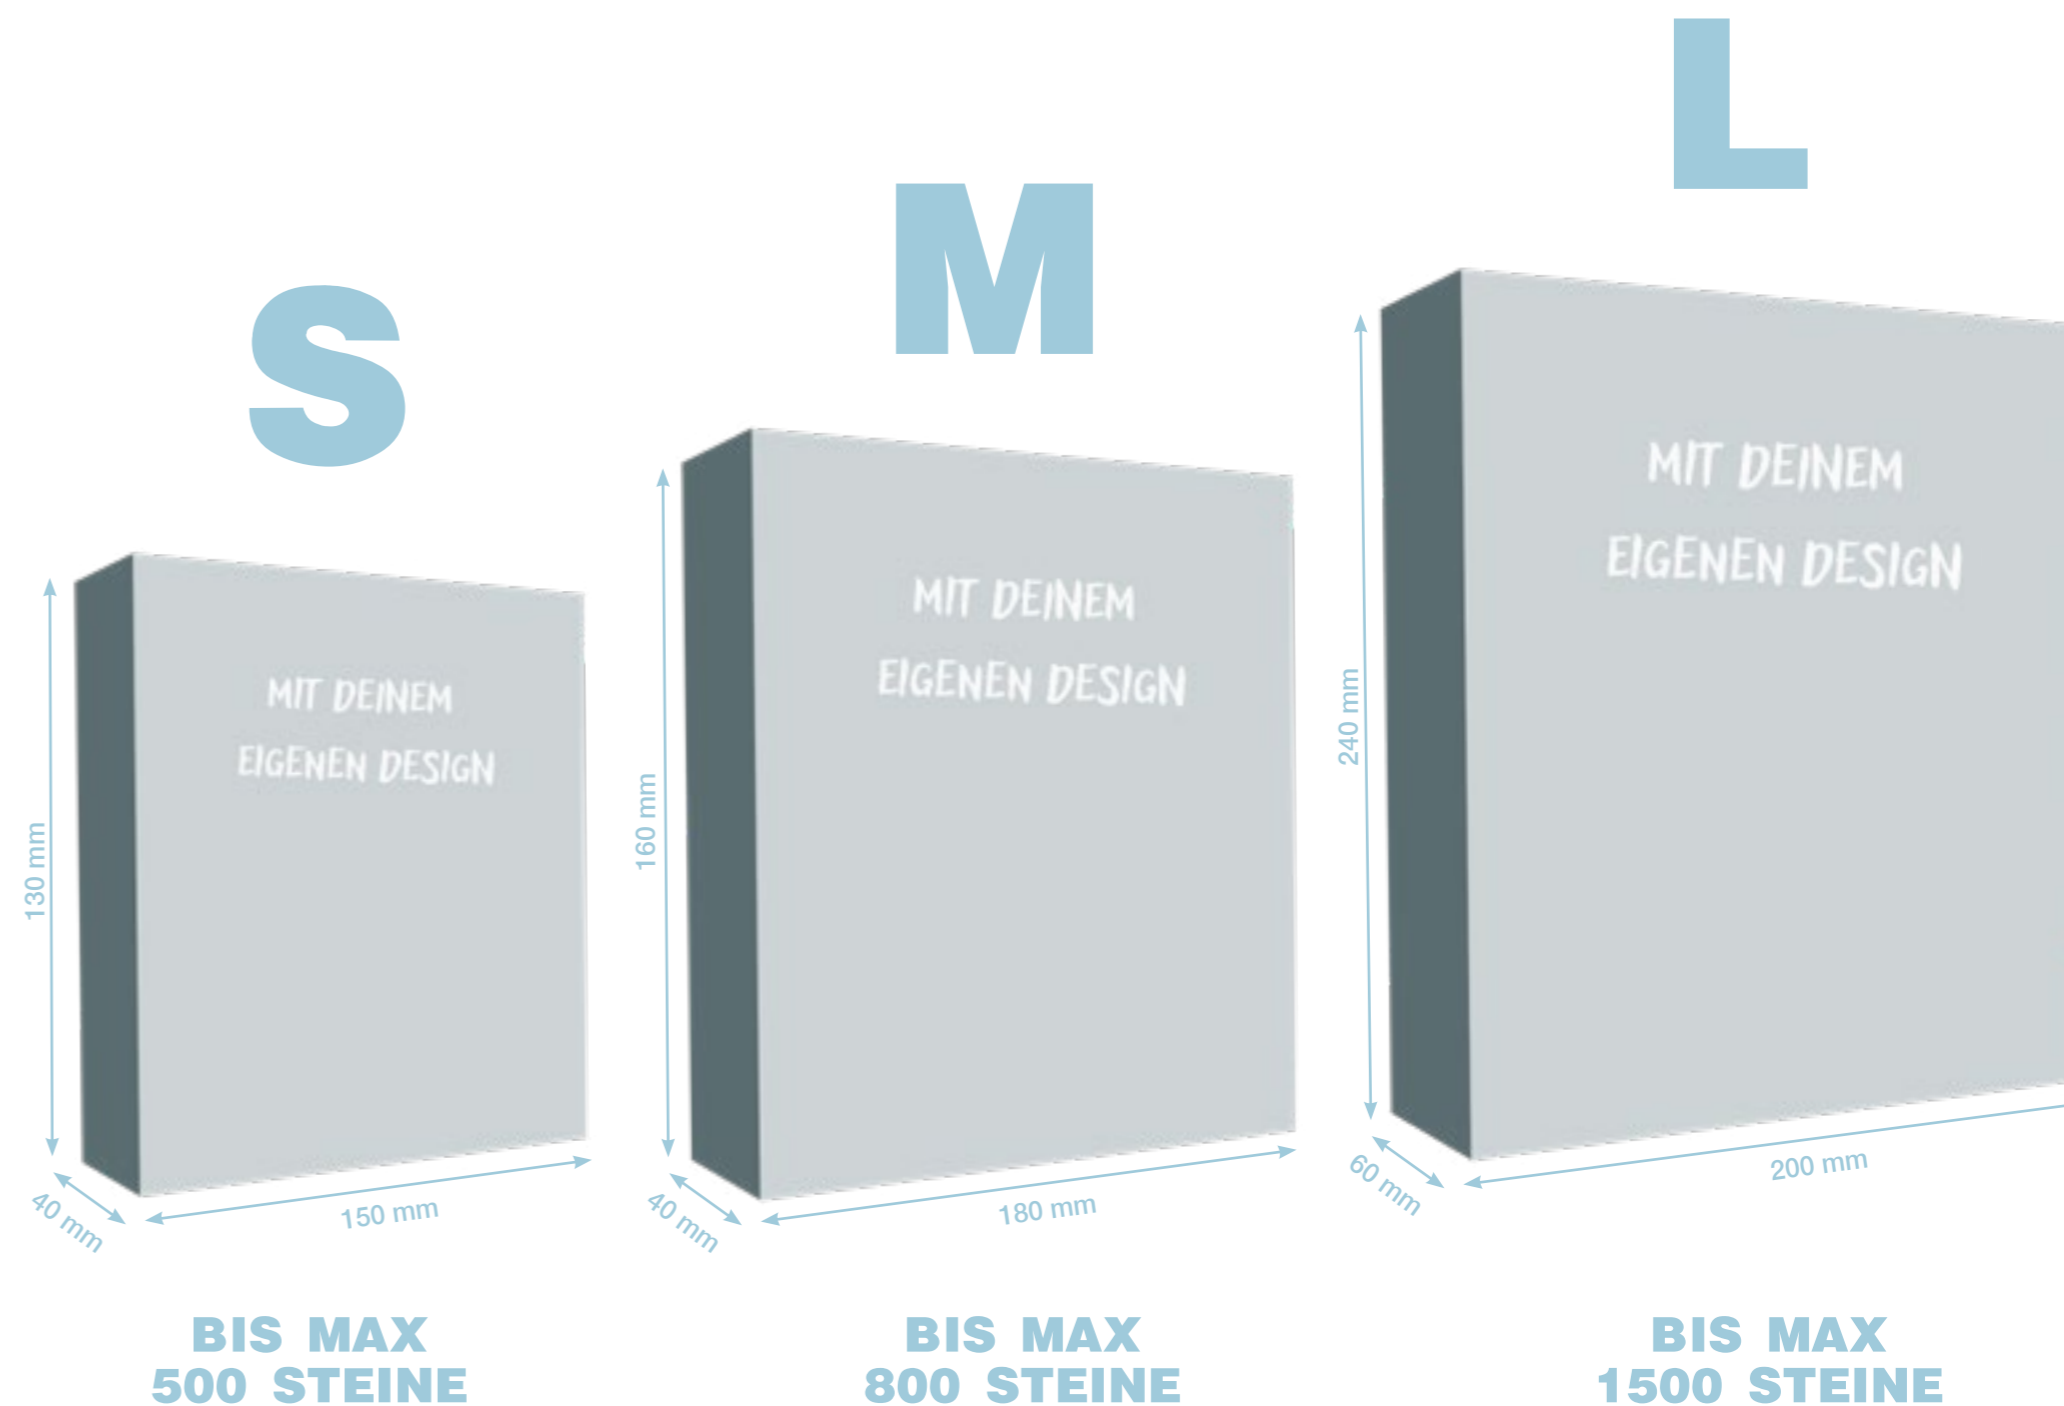 S
MIT DEINEM
EIGENEN DESIGN
130 mm
40 mm
150 mm
BIS MAX
500 STEINE
M
MIT DEINEM
EIGENEN DESIGN
160 mm
40 mm
180 mm
BIS MAX
800 STEINE
L
MIT DEINEM
EIGENEN DESIGN
240 mm
60 mm
200 mm
BIS MAX
1500 STEINE